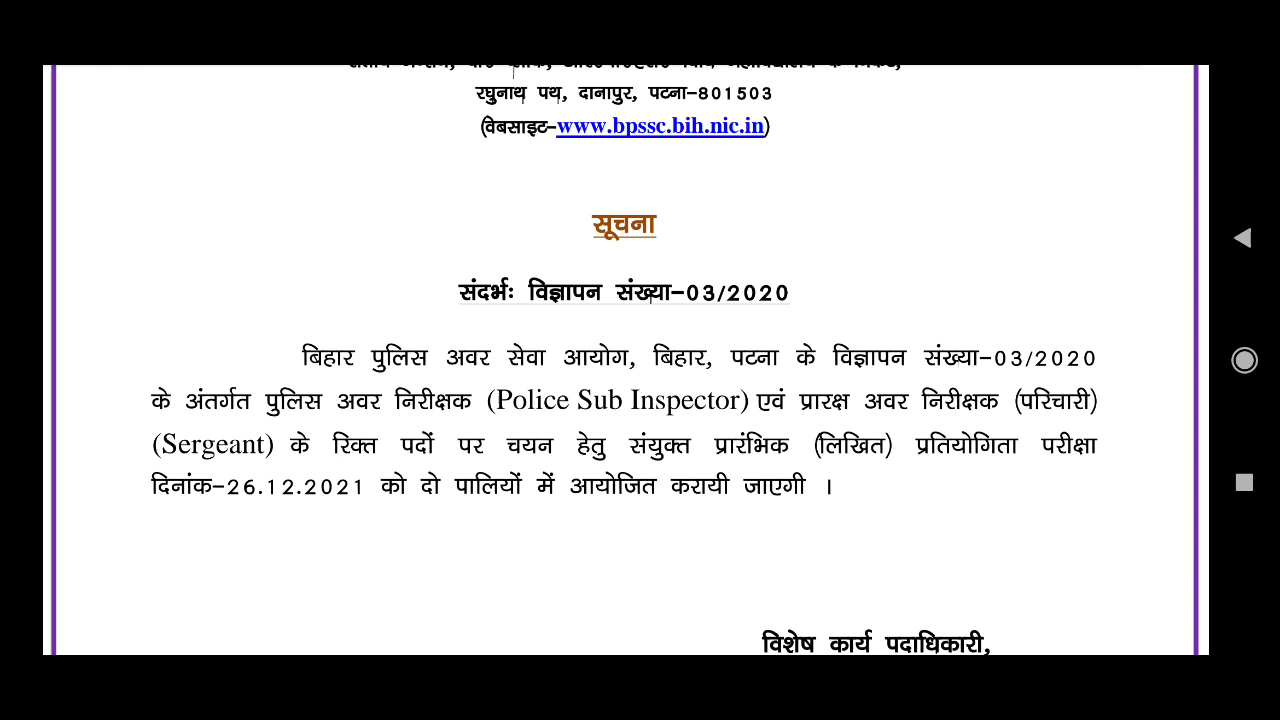 रघुनाथ पथ, दानापुर, पटना–801503
(वेबसाइट–www.bpssc.bih.nic.in)
सूचना
संदर्भः विज्ञापन संख्या–03/2020
बिहार पुलिस अवर सेवा आयोग, बिहार, पटना के विज्ञापन संख्या–03/2020
के अंतर्गत पुलिस अवर निरीक्षक (Police Sub Inspector) एवं प्रारक्ष अवर निरीक्षक (परिचारी)
(Sergeant) के रिक्त पदों पर चयन हेतु संयुक्त प्रारंभिक (लिखित) प्रतियोगिता परीक्षा
दिनांक–26.12.2021 को दो पालियों में आयोजित करायी जाएगी ।
विशेष कार्य पदाधिकारी,